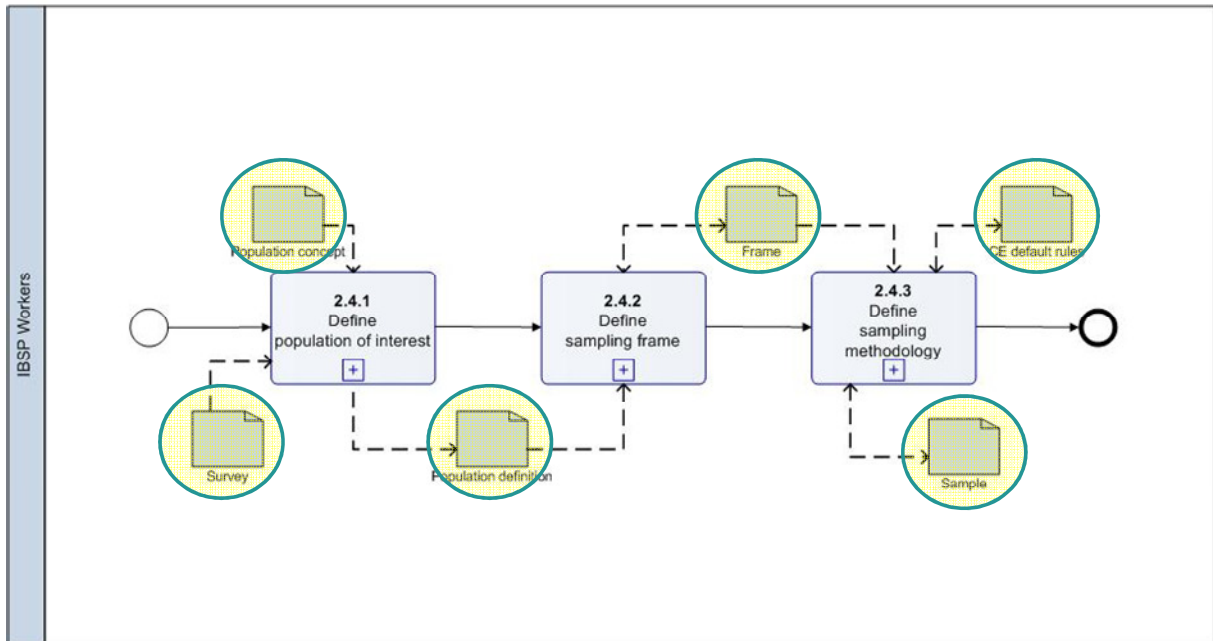 IBSP Workers
Population concept
Frame
CE default rules
2.4.1
Define
population of interest
+
2.4.2
Define
sampling frame
+
2.4.3
Define
sampling
methodology
+
Survey
Population definition
Sample